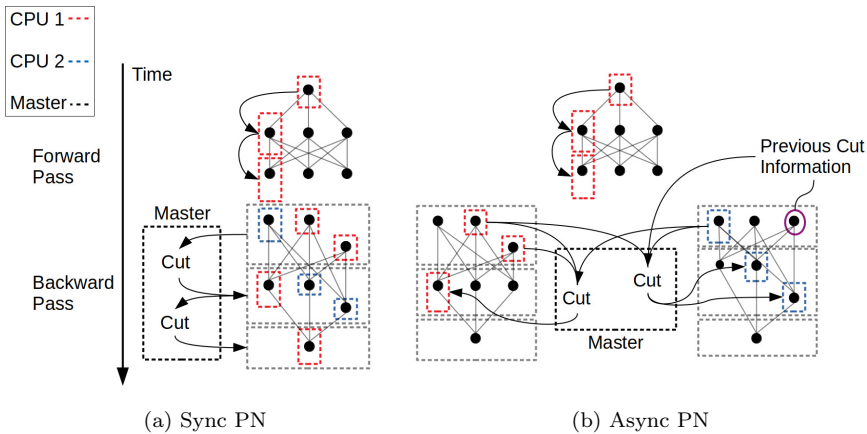 CPU 1
CPU 2
Master
Time
Forward
Pass
Backward
Pass
Master
Cut
Cut
(a) Sync PN
Previous Cut
Information
Cut
Cut
Master
(b) Async PN